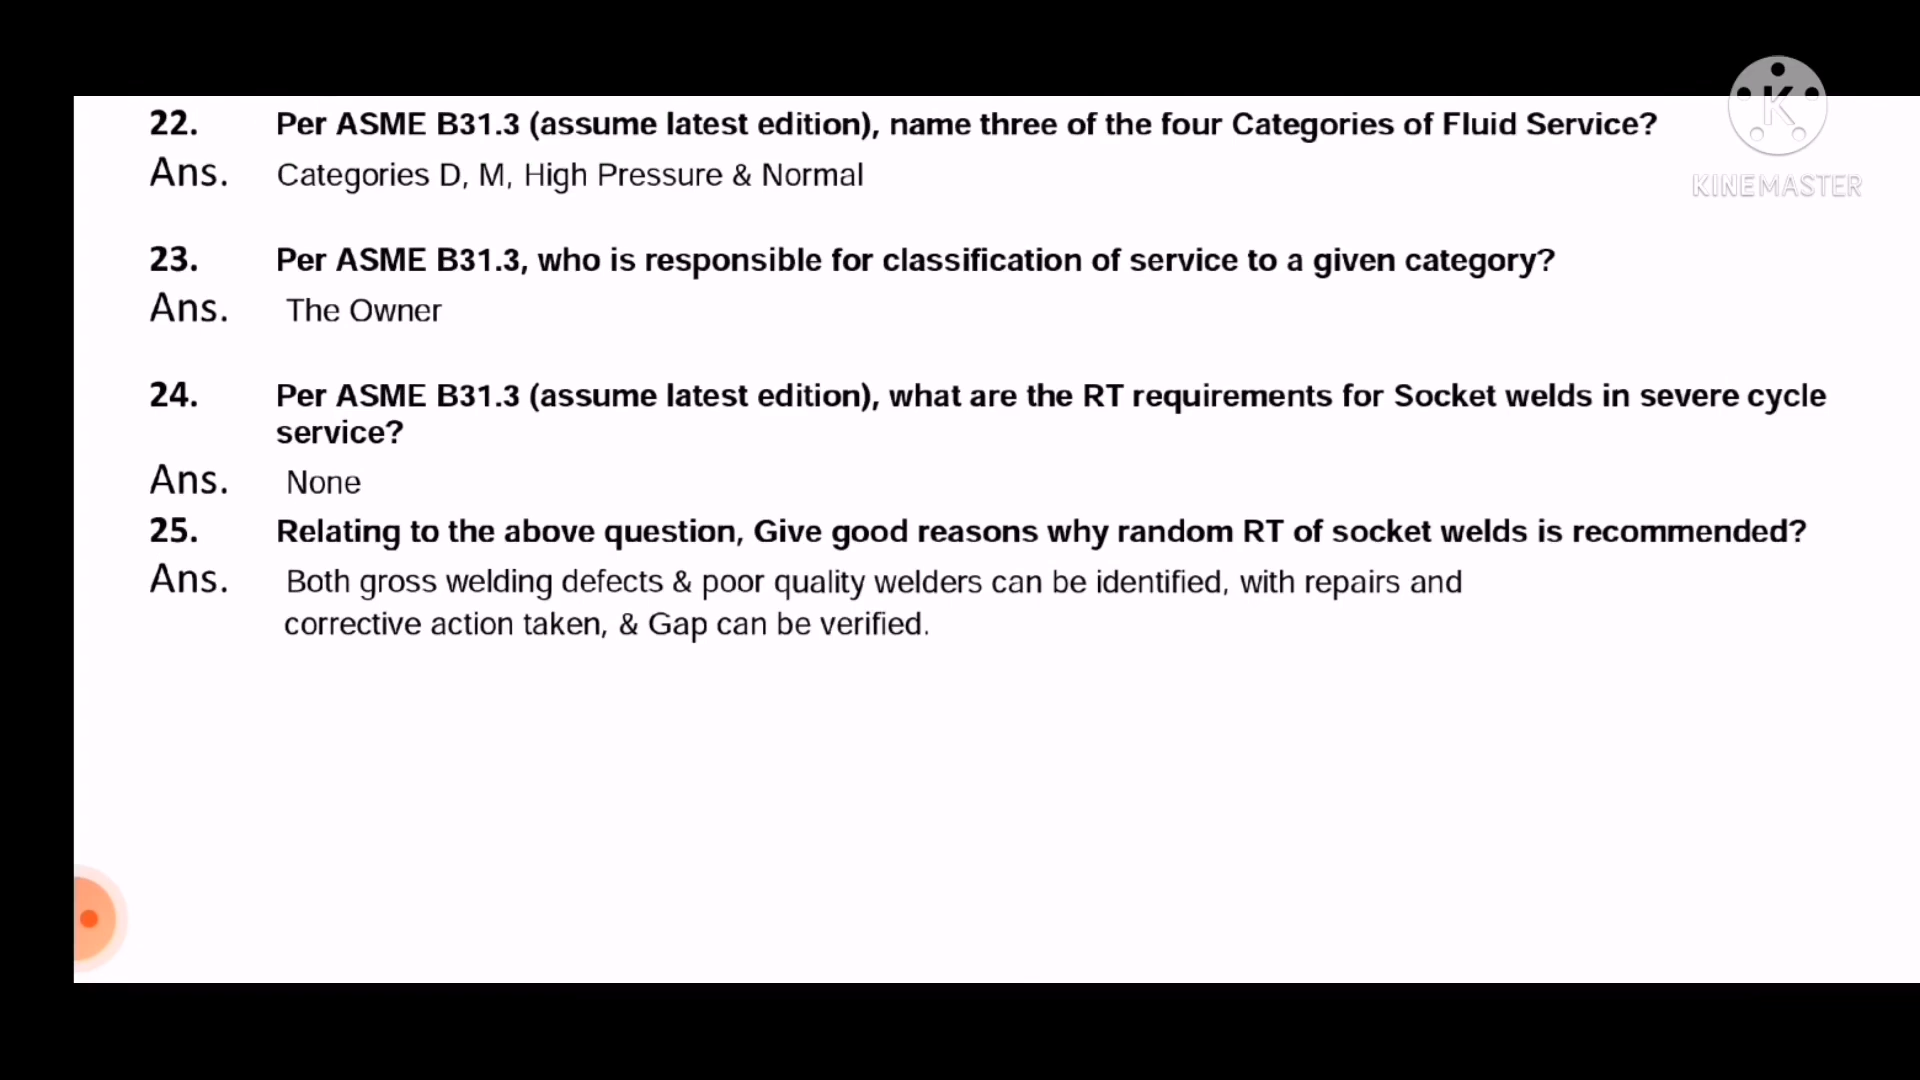 22. Per ASME B31.3 (assume latest edition), name three of the four Categories of Fluid Service?
Ans. Categories D, M, High Pressure & Normal
K
KINEMASTER
23. Per ASME B31.3, who is responsible for classification of service to a given category?
Ans. The Owner
24. Per ASME B31.3 (assume latest edition), what are the RT requirements for Socket welds in severe cycle
service?
Ans. None
25. Relating to the above question, Give good reasons why random RT of socket welds is recommended?
Ans. Both gross welding defects & poor quality welders can be identified, with repairs and
corrective action taken, & Gap can be verified.